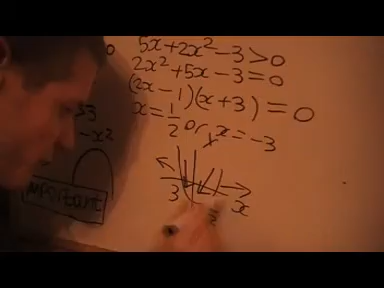 5x+2x²-3>0
2x²+5x-3=0
(2x-1)(x+3)=0
x=1/2 or x=-3
>3
-x²
3
x
IMPORTANT